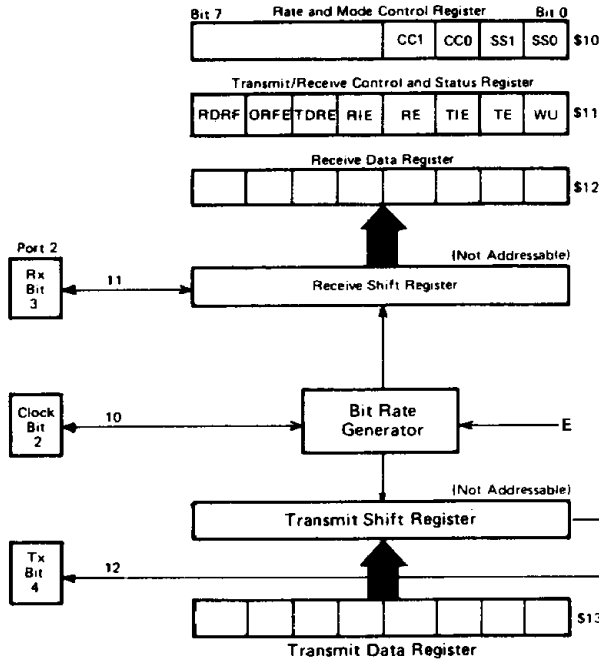 Bit 7 Rate and Mode Control Register Bit 0
CC1 CC0 SS1 SS0 $10
Transmit/Receive Control and Status Register
RDRF ORFE TDRE RIE RE TIE TE WU $11
Receive Data Register
$12
Port 2
(Not Addressable)
Rx
Bit
3
11
Receive Shift Register
Clock
Bit
2
10
Bit Rate
Generator
E
(Not Addressable)
Transmit Shift Register
Tx
Bit
4
12
$13
Transmit Data Register